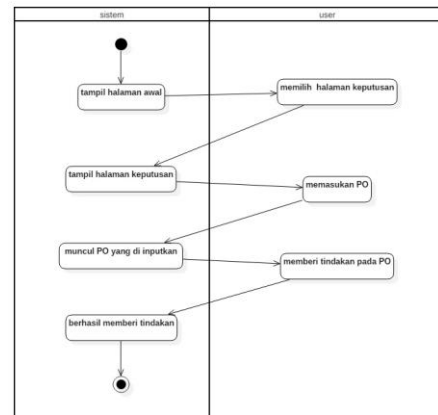 sistem
user
tampil halaman awal
memilih halaman keputusan
tampil halaman keputusan
memasukan PO
muncul PO yang di inputkan
memberi tindakan pada PO
berhasil memberi tindakan